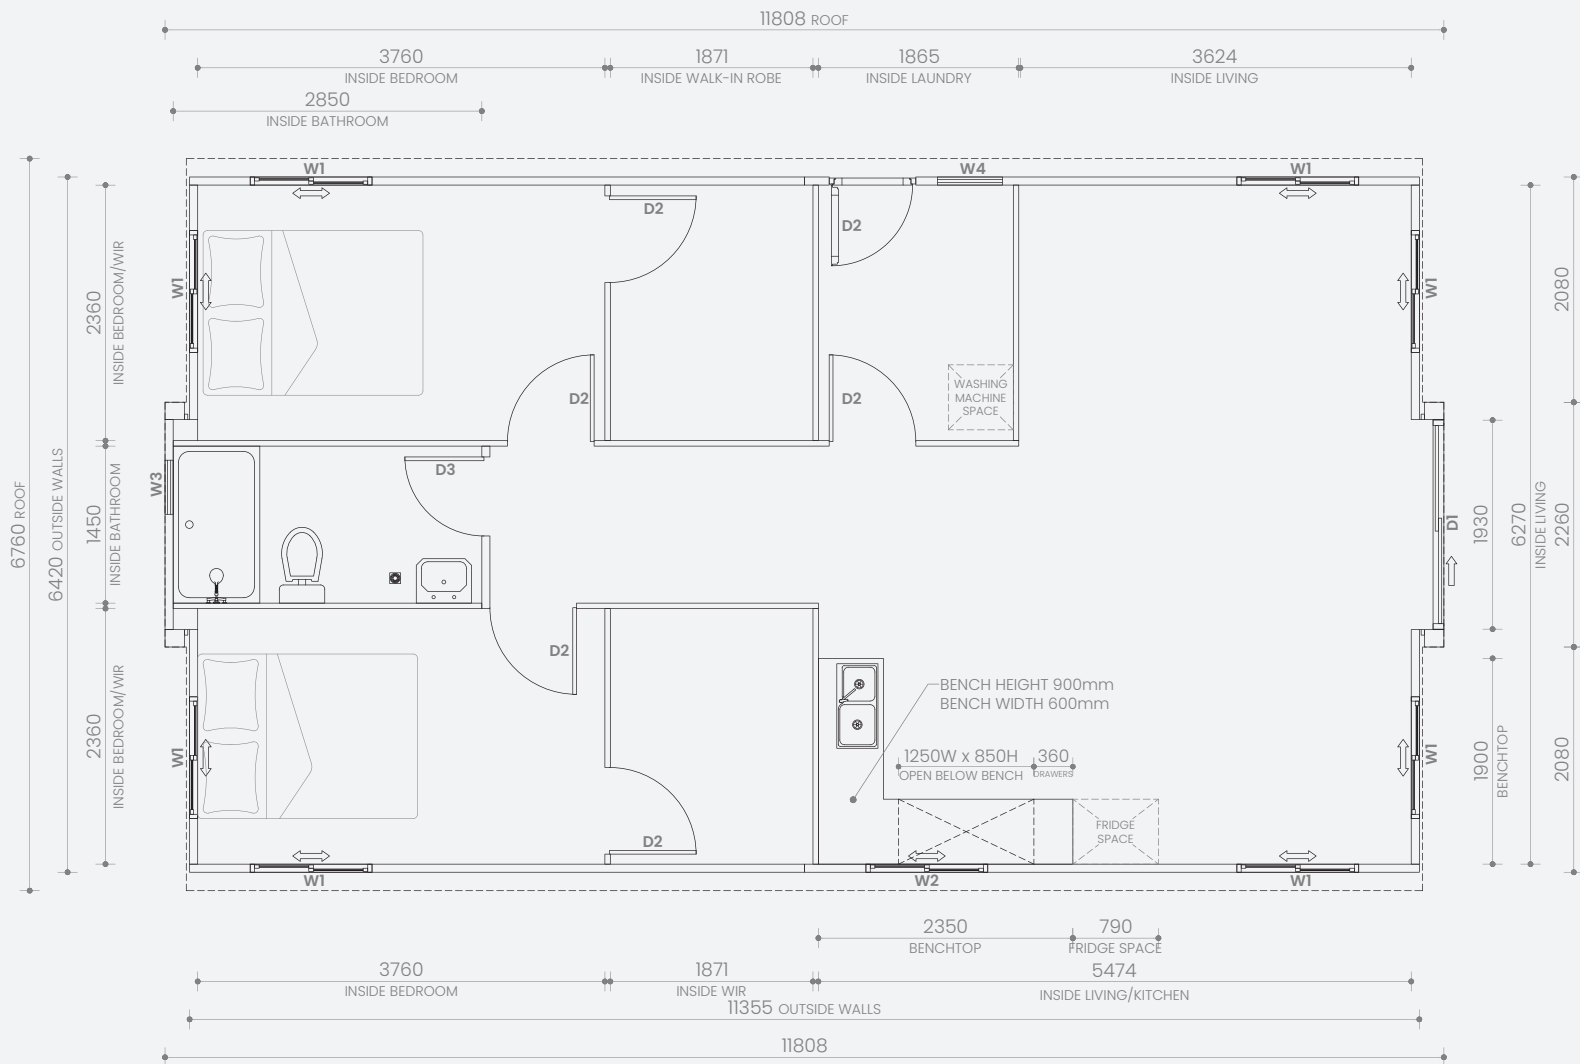 11808 ROOF
3760
INSIDE BEDROOM
1871
INSIDE WALK-IN ROBE
1865
INSIDE LAUNDRY
3624
INSIDE LIVING
2850
INSIDE BATHROOM
W1
W4
W1
D2
D2
W1
W1
2360
INSIDE BEDROOM/WIR
2080
D2
D2
WASHING
MACHINE
SPACE
6760 ROOF
6420 OUTSIDE WALLS
1450
INSIDE BATHROOM
W3
D3
D1
1930
6270
INSIDE LIVING
2260
D2
2360
INSIDE BEDROOM/WIR
W1
BENCH HEIGHT 900mm
BENCH WIDTH 600mm
1250W x 850H
OPEN BELOW BENCH
360
DRAWERS
W1
1900
BENCHTOP
2080
FRIDGE
SPACE
D2
W1
W2
W1
2350
BENCHTOP
790
FRIDGE SPACE
3760
INSIDE BEDROOM
1871
INSIDE WIR
5474
INSIDE LIVING/KITCHEN
11355 OUTSIDE WALLS
11808